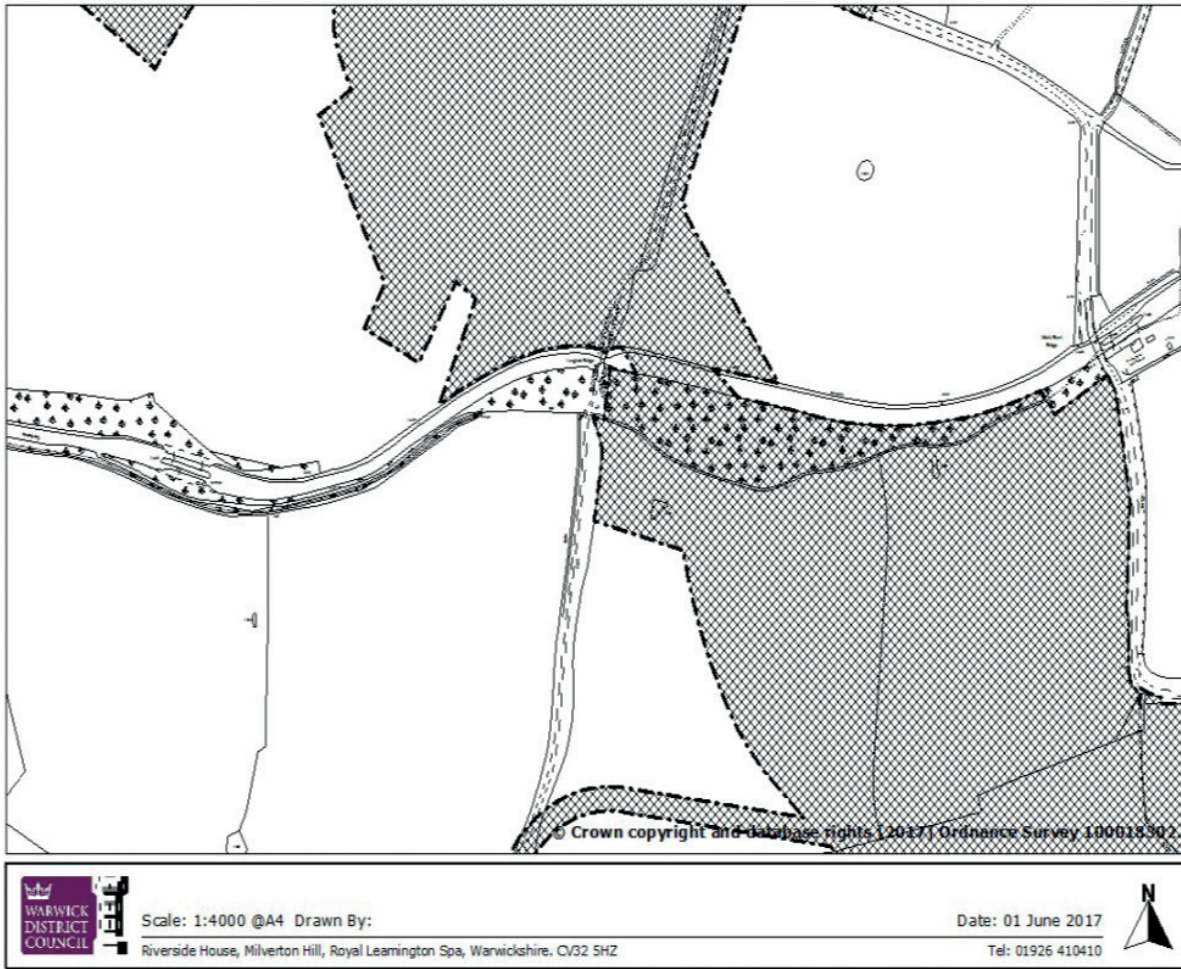 © Crown copyright and database rights [2017] Ordnance Survey 100018302.
WARWICK
DISTRICT
COUNCIL
Scale: 1:4000 @A4 Drawn By:
Date: 01 June 2017
Riverside House, Milverton Hill, Royal Leamington Spa, Warwickshire. CV32 5HZ
Tel: 01926 410410
N